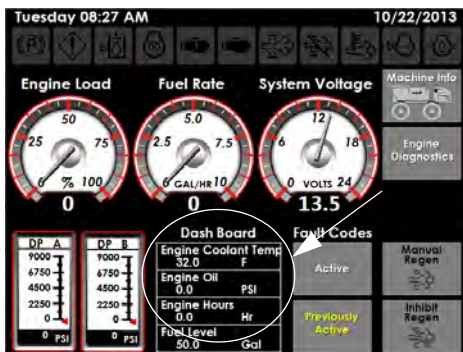 Tuesday 08:27 AM 10/22/2013
Machine Info
Engine Load Fuel Rate System Voltage
50 5.0 12
25 75 2.5 7.5 6 18
0 % 100 0 GAL/HR 10 0 VOLTS 24
0 0 13.5
Engine Diagnostics
Dash Board Fault Codes
DP A DP B
9000 9000
6750 6750
4500 4500
2250 2250
0 0
0 PSI 0 PSI
Engine Coolant Temp
32.0 F
Engine Oil
0.0 PSI
Engine Hours
0.0 Hr
Fuel Level
50.0 Gal
Active
Previously Active
Manual Regen
Inhibit Regen